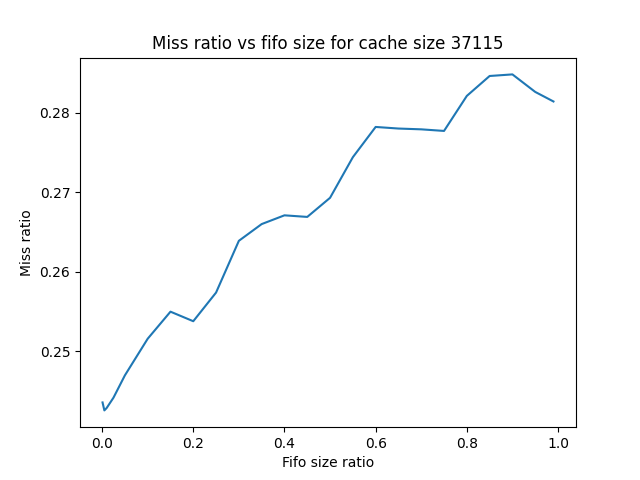 Miss ratio vs fifo size for cache size 37115
0.28
0.27
0.26
0.25
Miss ratio
0.0 0.2 0.4 0.6 0.8 1.0
Fifo size ratio